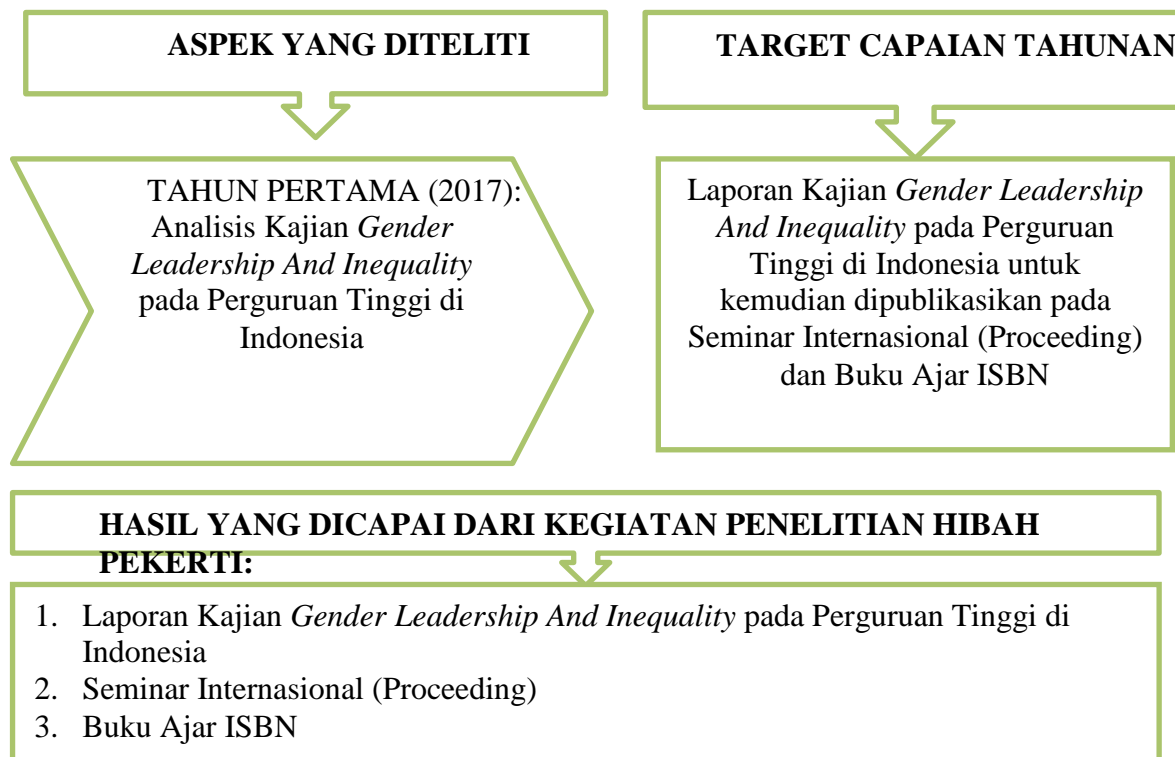 ASPEK YANG DITELITI
TARGET CAPAIAN TAHUNAN
TAHUN PERTAMA (2017):
Analisis Kajian Gender
Leadership And Inequality
pada Perguruan Tinggi di
Indonesia
Laporan Kajian Gender Leadership
And Inequality pada Perguruan
Tinggi di Indonesia untuk
kemudian dipublikasikan pada
Seminar Internasional (Proceeding)
dan Buku Ajar ISBN
HASIL YANG DICAPAI DARI KEGIATAN PENELITIAN HIBAH
PEKERTI:
1. Laporan Kajian Gender Leadership And Inequality pada Perguruan Tinggi di
Indonesia
2. Seminar Internasional (Proceeding)
3. Buku Ajar ISBN